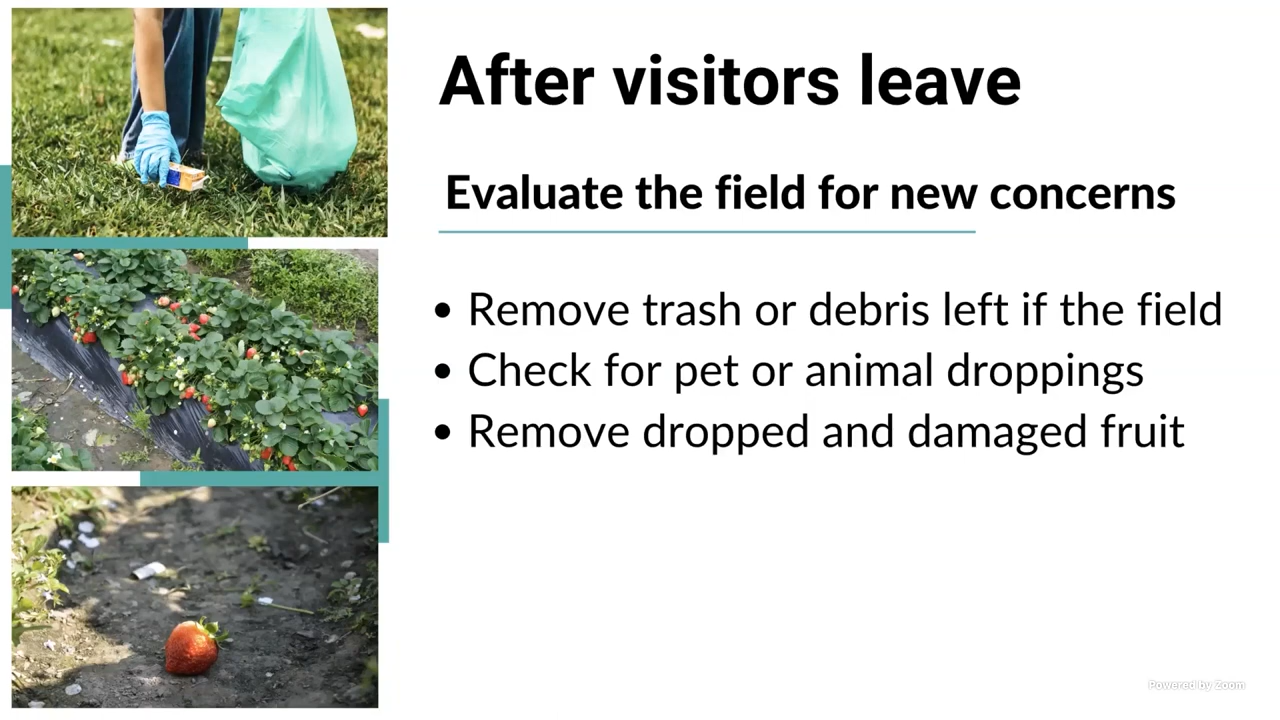 After visitors leave
Evaluate the field for new concerns
• Remove trash or debris left if the field
• Check for pet or animal droppings
• Remove dropped and damaged fruit
Powered by Zoom